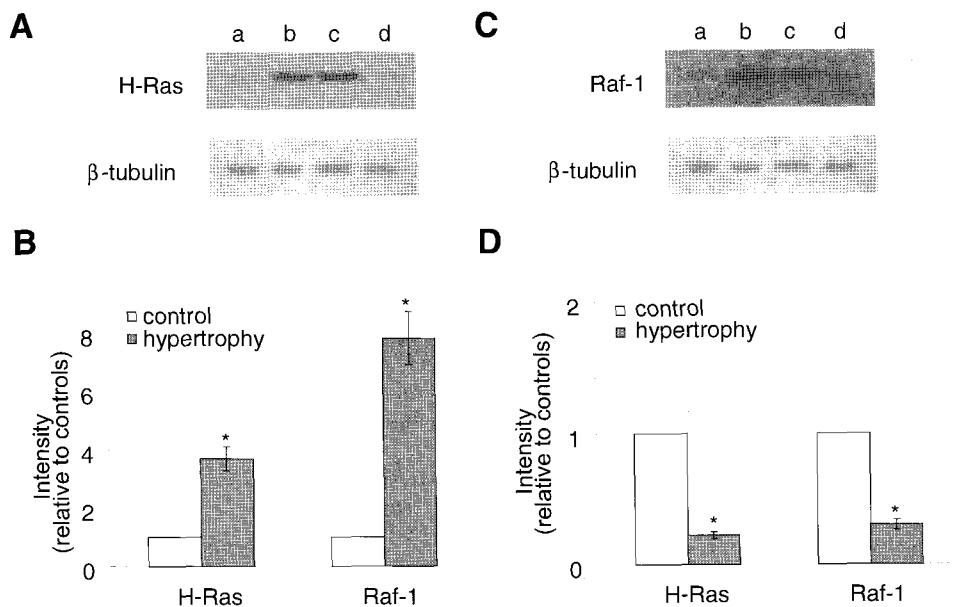 A
a b c d
H-Ras
β-tubulin
C
a b c d
Raf-1
β-tubulin
B
Intensity
(relative to controls)
8
6
4
2
0
control
hypertrophy
*
*
H-Ras
Raf-1
D
Intensity
(relative to controls)
2
1
0
control
hypertrophy
*
*
H-Ras
Raf-1